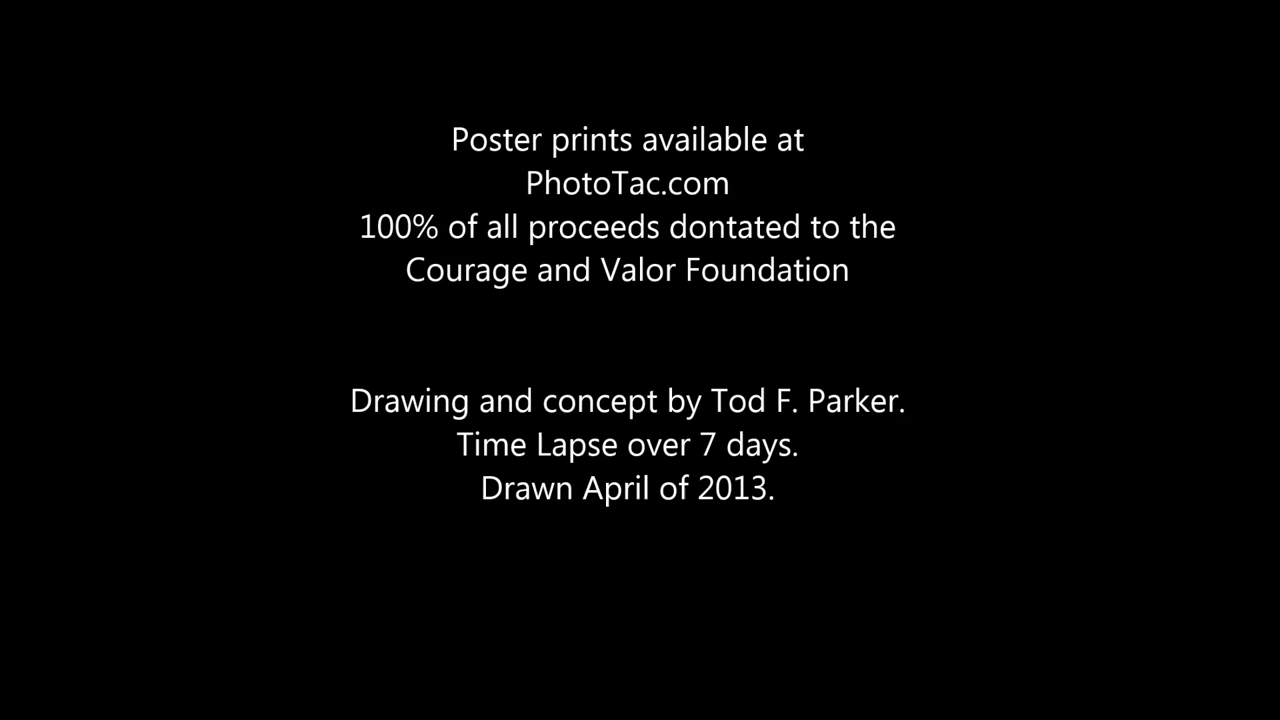 Poster prints available at
PhotoTac.com
100% of all proceeds dontated to the
Courage and Valor Foundation
Drawing and concept by Tod F. Parker.
Time Lapse over 7 days.
Drawn April of 2013.